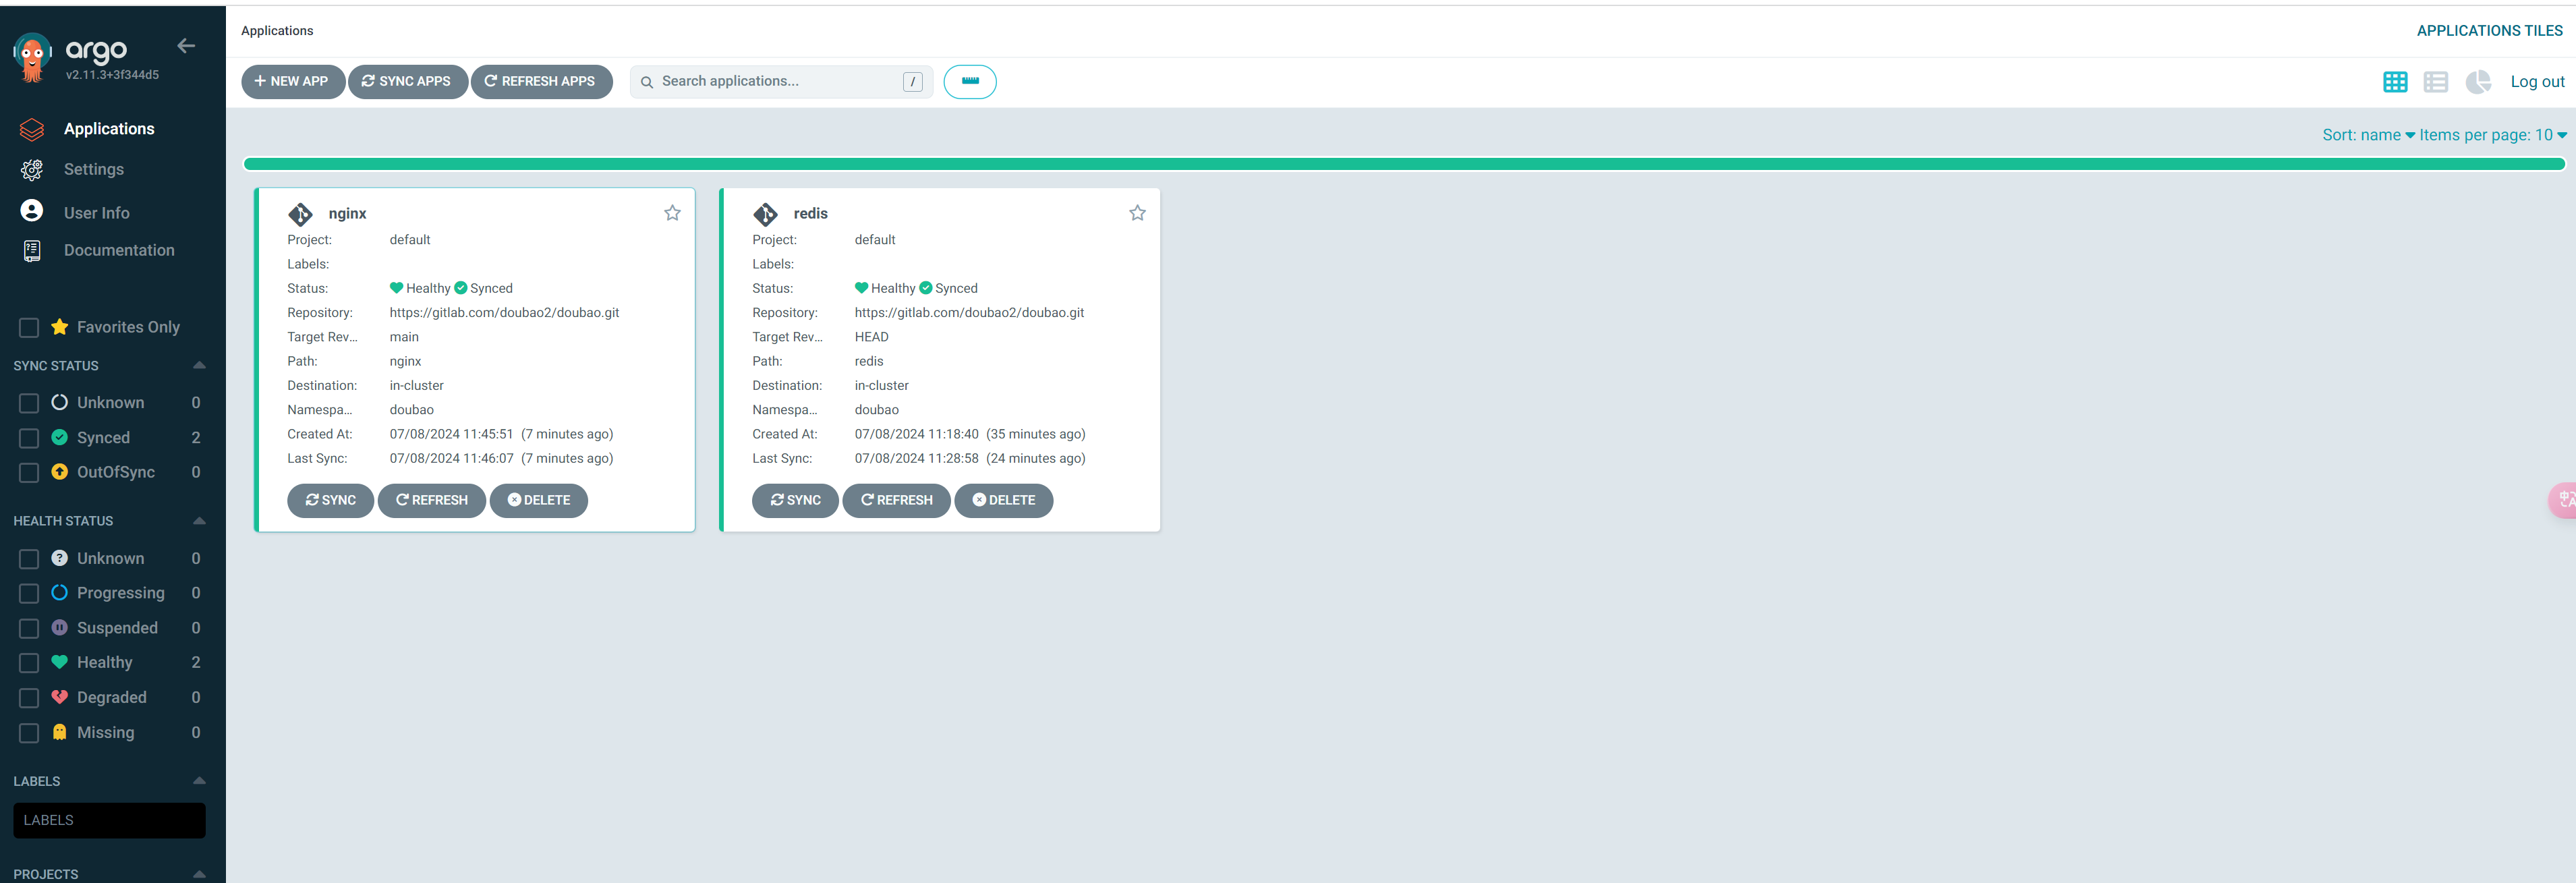 argo
v2.11.3+3f344d5
Applications
Settings
User Info
Documentation
Favorites Only
SYNC STATUS
Unknown 0
Synced 2
OutOfSync 0
HEALTH STATUS
Unknown 0
Progressing 0
Suspended 0
Healthy 2
Degraded 0
Missing 0
LABELS
LABELS
PROJECTS
Applications
APPLICATIONS TILES
NEW APP SYNC APPS REFRESH APPS Search applications... / Log out
Sort: name Items per page: 10
nginx
Project: default
Labels:
Status: Healthy Synced
Repository: https://gitlab.com/doubao2/doubao.git
Target Rev... main
Path: nginx
Destination: in-cluster
Namespa... doubao
Created At: 07/08/2024 11:45:51 (7 minutes ago)
Last Sync: 07/08/2024 11:46:07 (7 minutes ago)
SYNC REFRESH DELETE
redis
Project: default
Labels:
Status: Healthy Synced
Repository: https://gitlab.com/doubao2/doubao.git
Target Rev... HEAD
Path: redis
Destination: in-cluster
Namespa... doubao
Created At: 07/08/2024 11:18:40 (35 minutes ago)
Last Sync: 07/08/2024 11:28:58 (24 minutes ago)
SYNC REFRESH DELETE
中A